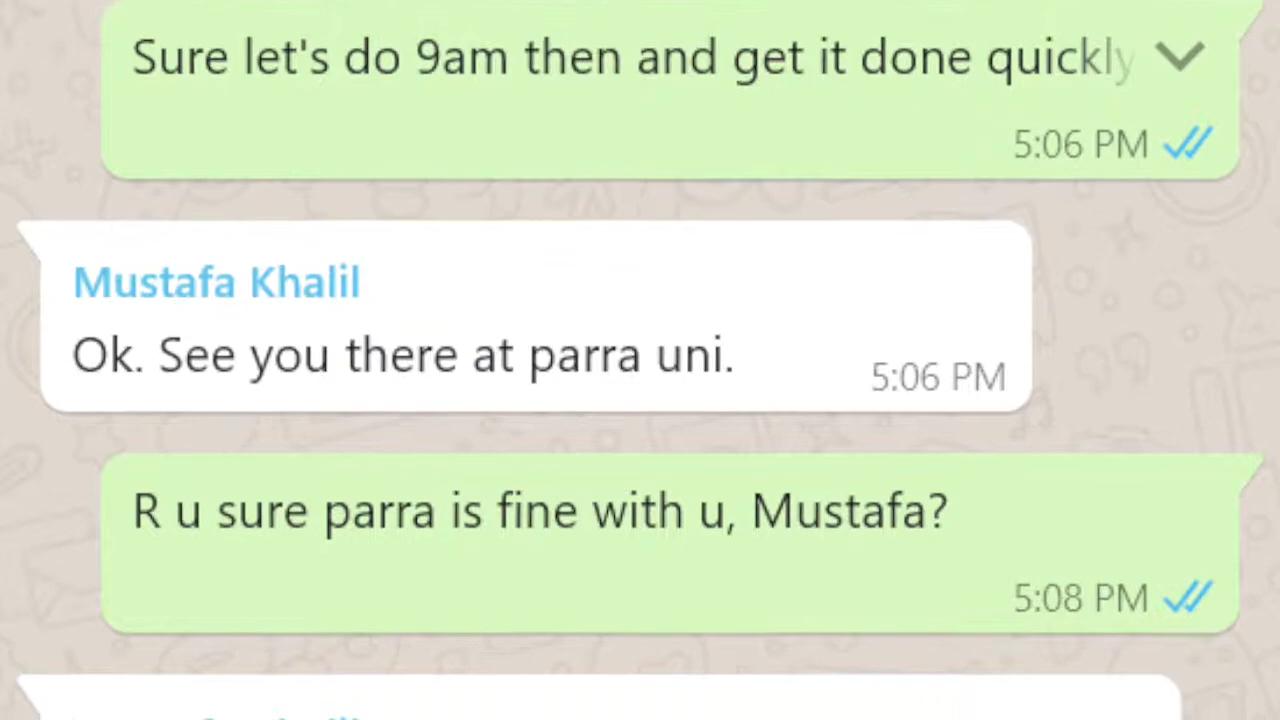 Sure let's do 9am then and get it done quickly
5:06 PM
Mustafa Khalil
Ok. See you there at parra uni.
5:06 PM
R u sure parra is fine with u, Mustafa?
5:08 PM